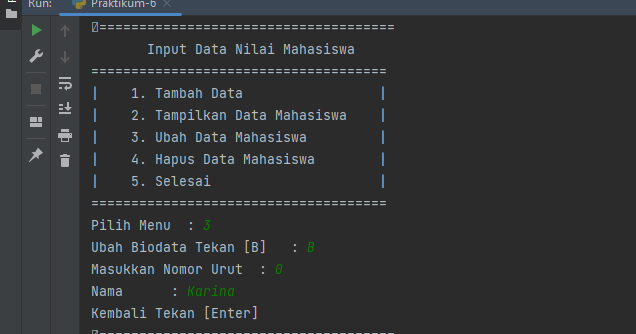 Run: Praktikum-6
=====================================
Input Data Nilai Mahasiswa
=====================================
| 1. Tambah Data |
| 2. Tampilkan Data Mahasiswa |
| 3. Ubah Data Mahasiswa |
| 4. Hapus Data Mahasiswa |
| 5. Selesai |
=====================================
Pilih Menu : 3
Ubah Biodata Tekan [B] : B
Masukkan Nomor Urut : 0
Nama : Karina
Kembali Tekan [Enter]
=====================================